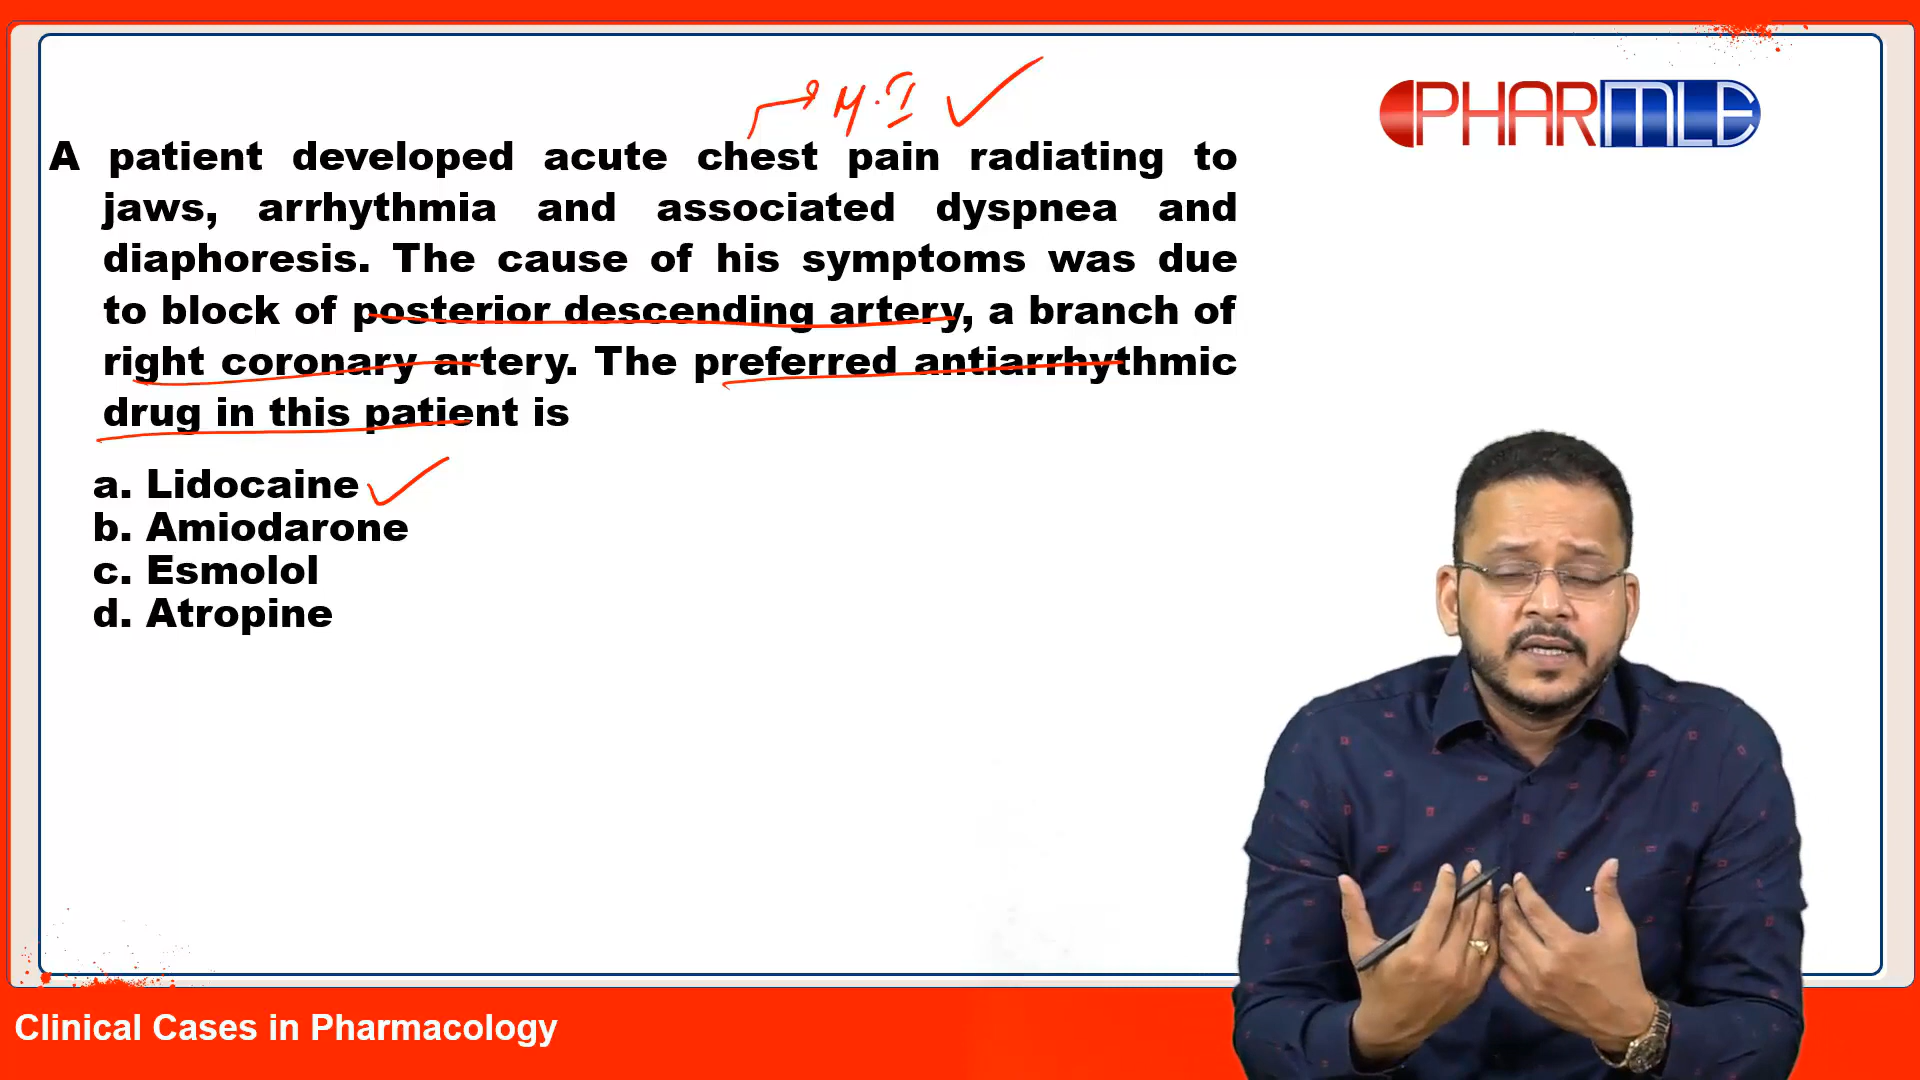 M.I
PHARMLE
A patient developed acute chest pain radiating to
jaws, arrhythmia and associated dyspnea and
diaphoresis. The cause of his symptoms was due
to block of posterior descending artery, a branch of
right coronary artery. The preferred antiarrhythmic
drug in this patient is
a. Lidocaine
b. Amiodarone
c. Esmolol
d. Atropine
Clinical Cases in Pharmacology